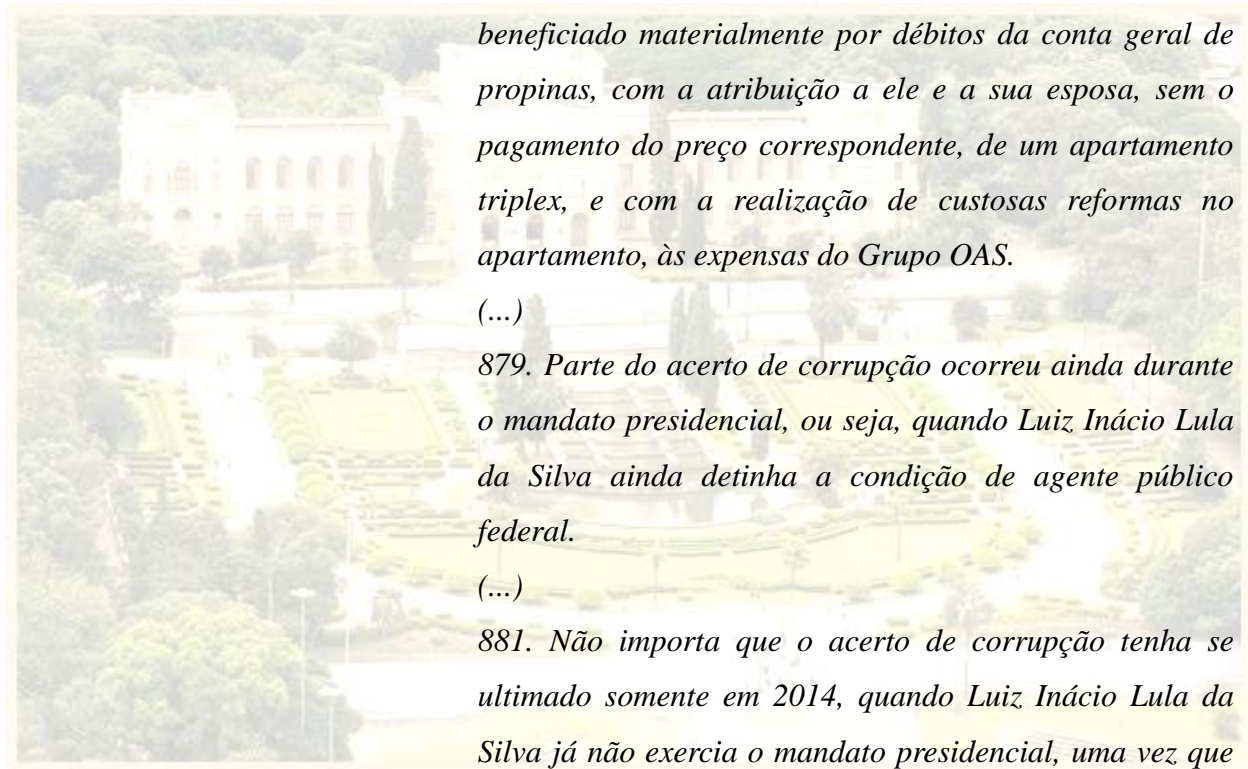 beneficiado materialmente por débitos da conta geral de
propinas, com a atribuição a ele e a sua esposa, sem o
pagamento do preço correspondente, de um apartamento
triplex, e com a realização de custosas reformas no
apartamento, às expensas do Grupo OAS.
(...)
879. Parte do acerto de corrupção ocorreu ainda durante
o mandato presidencial, ou seja, quando Luiz Inácio Lula
da Silva ainda detinha a condição de agente público
federal.
(...)
881. Não importa que o acerto de corrupção tenha se
ultimado somente em 2014, quando Luiz Inácio Lula da
Silva já não exercia o mandato presidencial, uma vez que